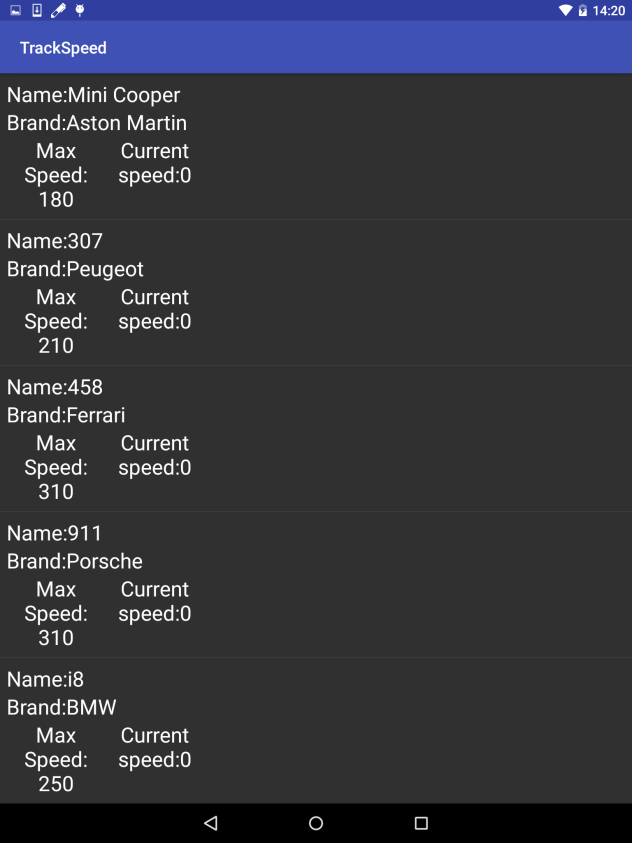 14:20
TrackSpeed
Name:Mini Cooper
Brand:Aston Martin
Max Current
Speed: speed:0
180
Name:307
Brand:Peugeot
Max Current
Speed: speed:0
210
Name:458
Brand:Ferrari
Max Current
Speed: speed:0
310
Name:911
Brand:Porsche
Max Current
Speed: speed:0
310
Name:i8
Brand:BMW
Max Current
Speed: speed:0
250